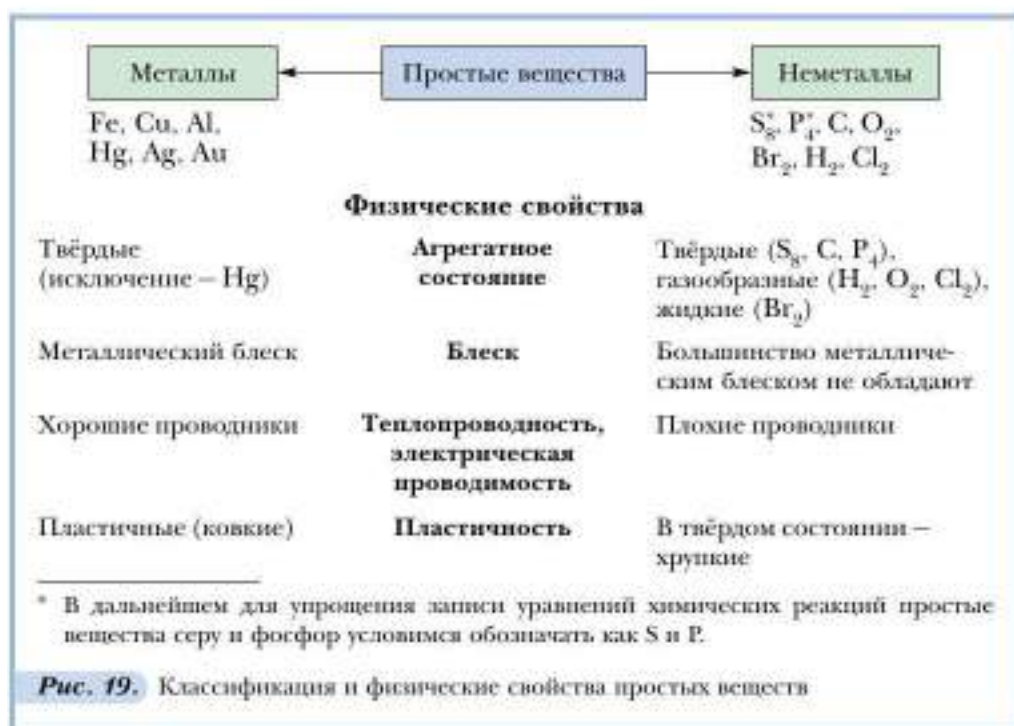 Металлы
Простые вещества
Неметаллы
Fe, Cu, Al,
Hg, Ag, Au
S₈*, P₄*, C, O₂,
Br₂, H₂, Cl₂
Физические свойства
Твёрдые
(исключение – Hg)
Агрегатное
состояние
Твёрдые (S₈, C, P₄),
газообразные (H₂, O₂, Cl₂),
жидкие (Br₂)
Металлический блеск
Блеск
Большинство металличе-
ским блеском не обладают
Хорошие проводники
Теплопроводность,
электрическая
проводимость
Плохие проводники
Пластичные (ковкие)
Пластичность
В твёрдом состоянии –
хрупкие
* В дальнейшем для упрощения записи уравнений химических реакций простые
вещества серу и фосфор условимся обозначать как S и P.
Рис. 19. Классификация и физические свойства простых веществ